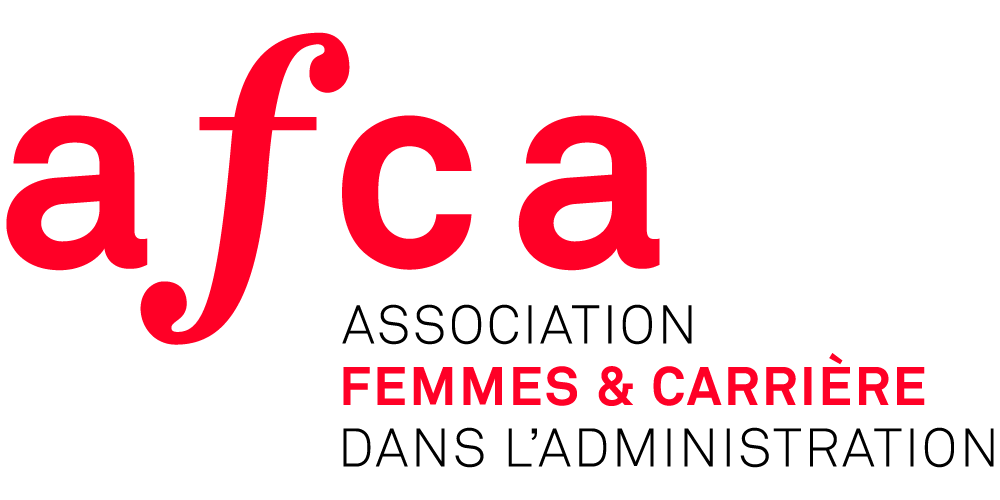 afca
ASSOCIATION
FEMMES & CARRIÈRE
DANS L'ADMINISTRATION